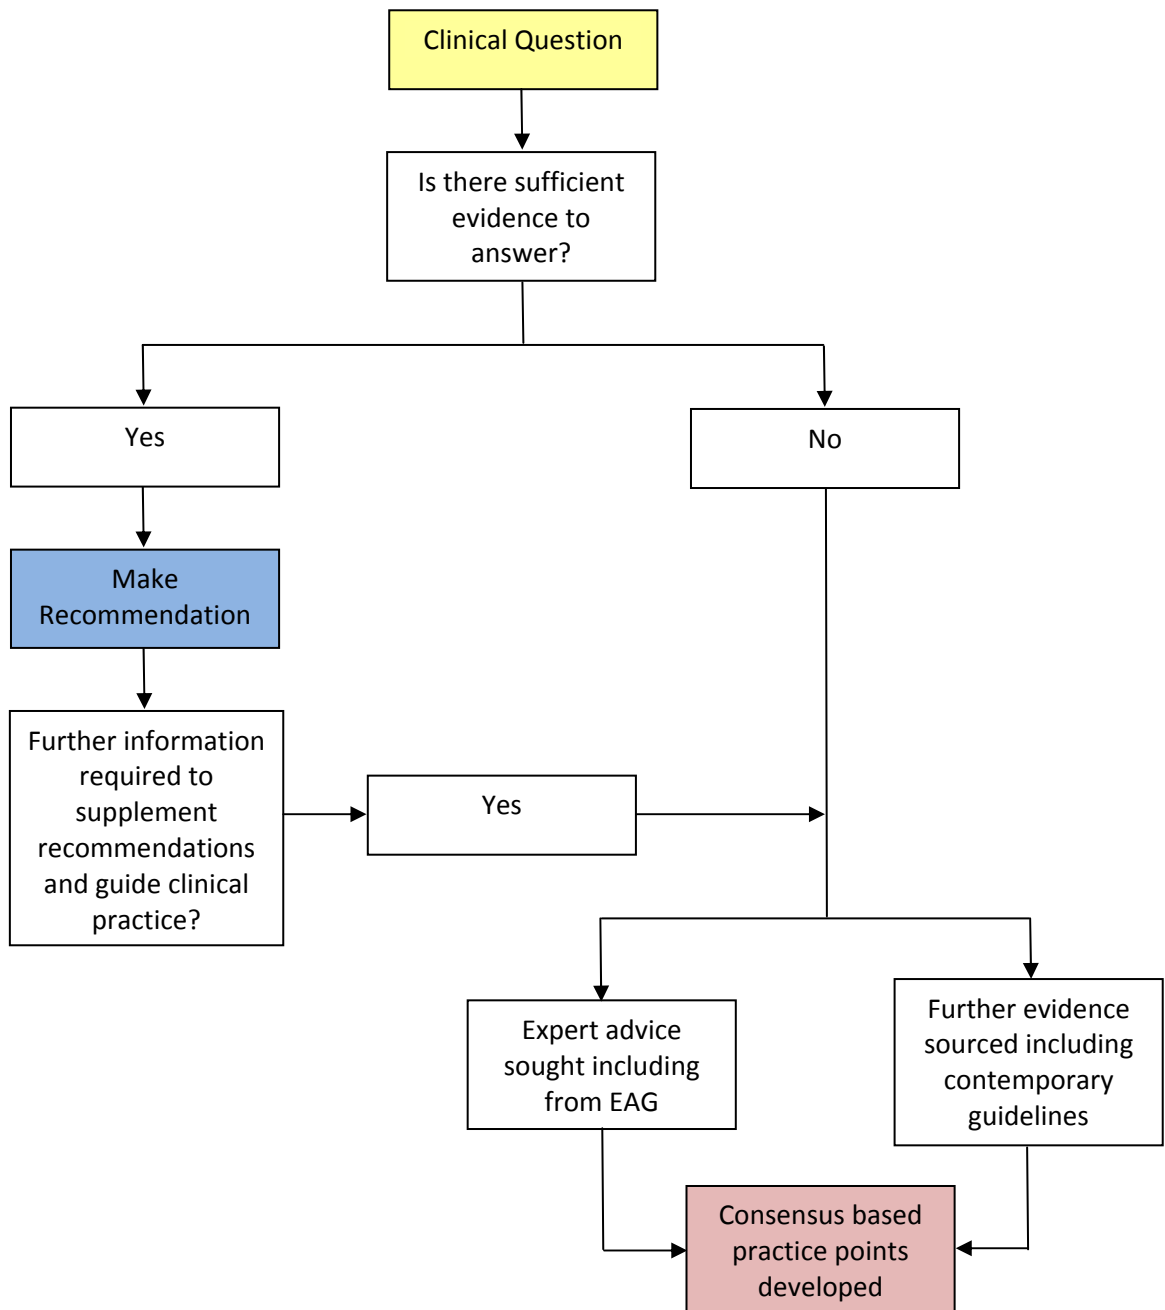 Clinical Question
Is there sufficient
evidence to
answer?
Yes
No
Make
Recommendation
Further information
required to
supplement
recommendations
and guide clinical
practice?
Yes
Expert advice
sought including
from EAG
Further evidence
sourced including
contemporary
guidelines
Consensus based
practice points
developed